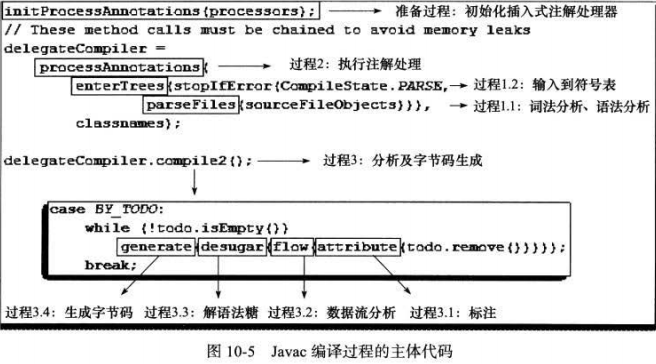 initProcessAnnotations(processors); 准备过程：初始化插入式注解处理器
// These method calls must be chained to avoid memory leaks
delegateCompiler =
processAnnotations( 过程2：执行注解处理
enterTrees(stopIfError(CompileState.PARSE, 过程1.2：输入到符号表
parseFiles(sourceFileObjects))), 过程1.1：词法分析、语法分析
classnames);
delegateCompiler.compile2(); 过程3：分析及字节码生成
case BY_TODO:
while (!todo.isEmpty())
generate(desugar(flow(attribute(todo.remove()))));
break;
过程3.4：生成字节码 过程3.3：解语法糖 过程3.2：数据流分析 过程3.1：标注
图 10-5 Javac 编译过程的主体代码